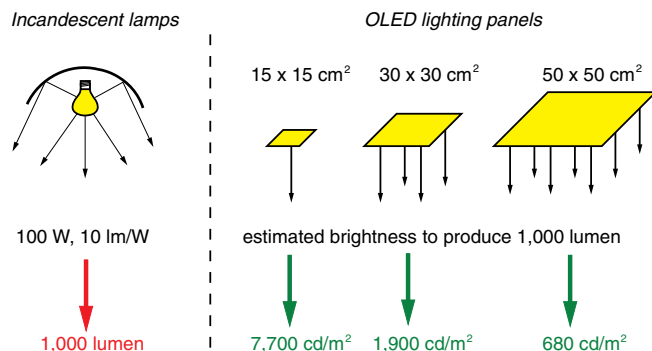 Incandescent lamps
OLED lighting panels
15 x 15 cm²
30 x 30 cm²
50 x 50 cm²
100 W, 10 lm/W
estimated brightness to produce 1,000 lumen
1,000 lumen
7,700 cd/m²
1,900 cd/m²
680 cd/m²